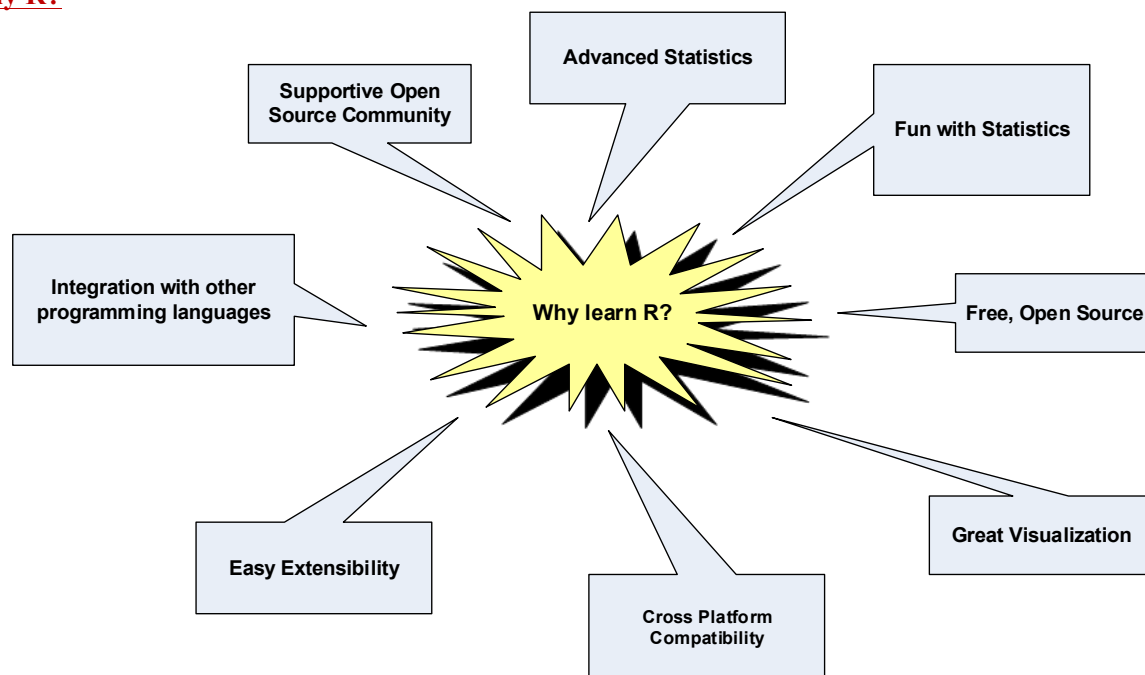 R?
Advanced Statistics
Supportive Open
Source Community
Fun with Statistics
Integration with other
programming languages
Why learn R?
Free, Open Source
Great Visualization
Easy Extensibility
Cross Platform
Compatibility